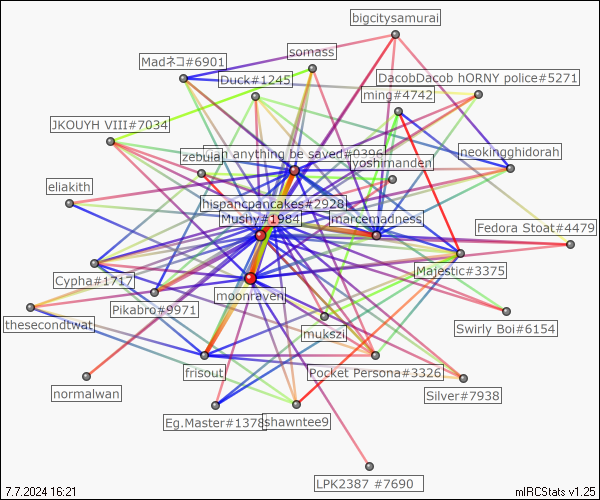 bigcitysamurai
somass
Madネコ#6901
Duck#1245
DacobDacob hORNY police#5271
ming#4742
JKOUYH VIII#7034
zebuia
h anything be saved#0396
yoshimanden
neokingghidorah
eliakith
hispancpancakes#2928
Mushy#1984
marcemadness
Fedora Stoat#4479
Cypha#1717
Majestic#3375
Pikabro#9971
moonraven
thesecondtwat
mukszi
Swirly Boi#6154
frisout
Pocket Persona#3326
normalwan
Silver#7938
Eg.Master#1378
shawntee9
LPK2387 #7690
7.7.2024 16:21
mIRCStats v1.25